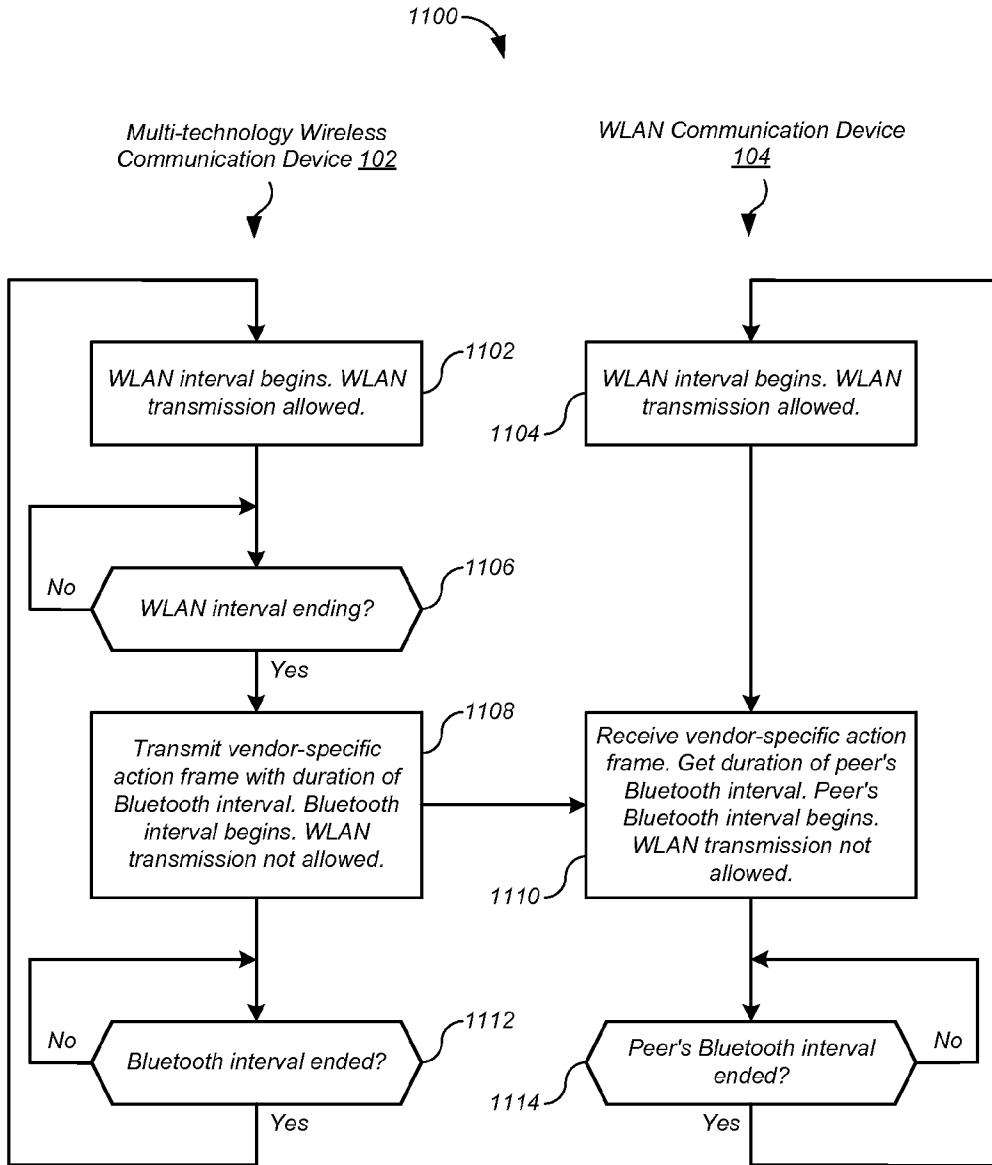 1100
Multi-technology Wireless
Communication Device 102
WLAN Communication Device
104
WLAN interval begins. WLAN
transmission allowed.
1102
WLAN interval begins. WLAN
transmission allowed.
1104
No
WLAN interval ending?
1106
Yes
Transmit vendor-specific
action frame with duration of
Bluetooth interval. Bluetooth
interval begins. WLAN
transmission not allowed.
1108
Receive vendor-specific action
frame. Get duration of peer's
Bluetooth interval. Peer's
Bluetooth interval begins.
WLAN transmission not
allowed.
1110
No
Bluetooth interval ended?
1112
Yes
Peer's Bluetooth interval
ended?
No
1114
Yes